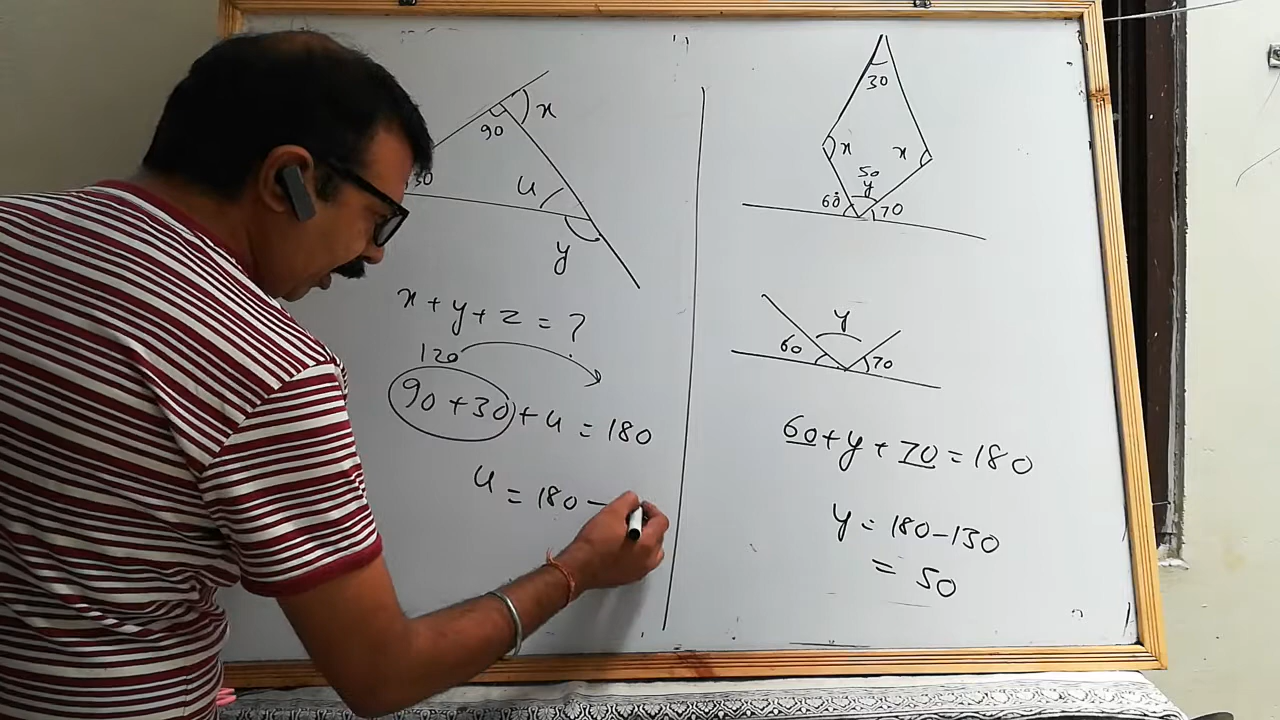 90
x
30
u
y
x + y + z = ?
120
90 + 30 + u = 180
u = 180 –
30
x
x
50
y
60
70
y
60
70
60 + y + 70 = 180
y = 180 – 130
= 50